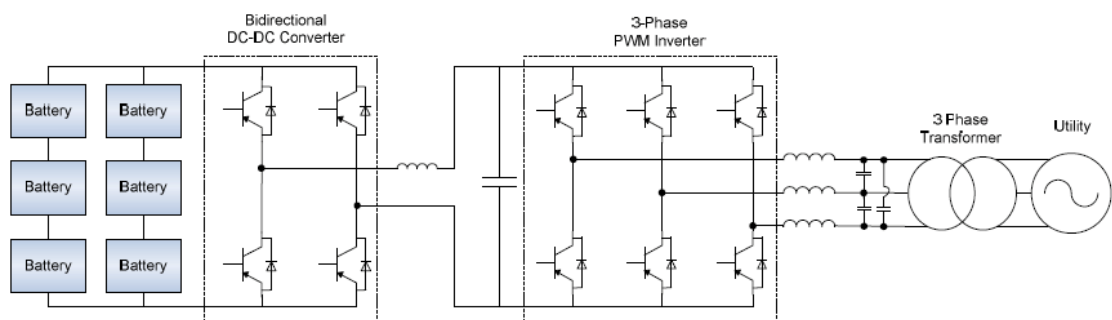 Bidirectional
DC-DC Converter
3-Phase
PWM Inverter
3 Phase
Transformer
Utility
Battery
Battery
Battery
Battery
Battery
Battery